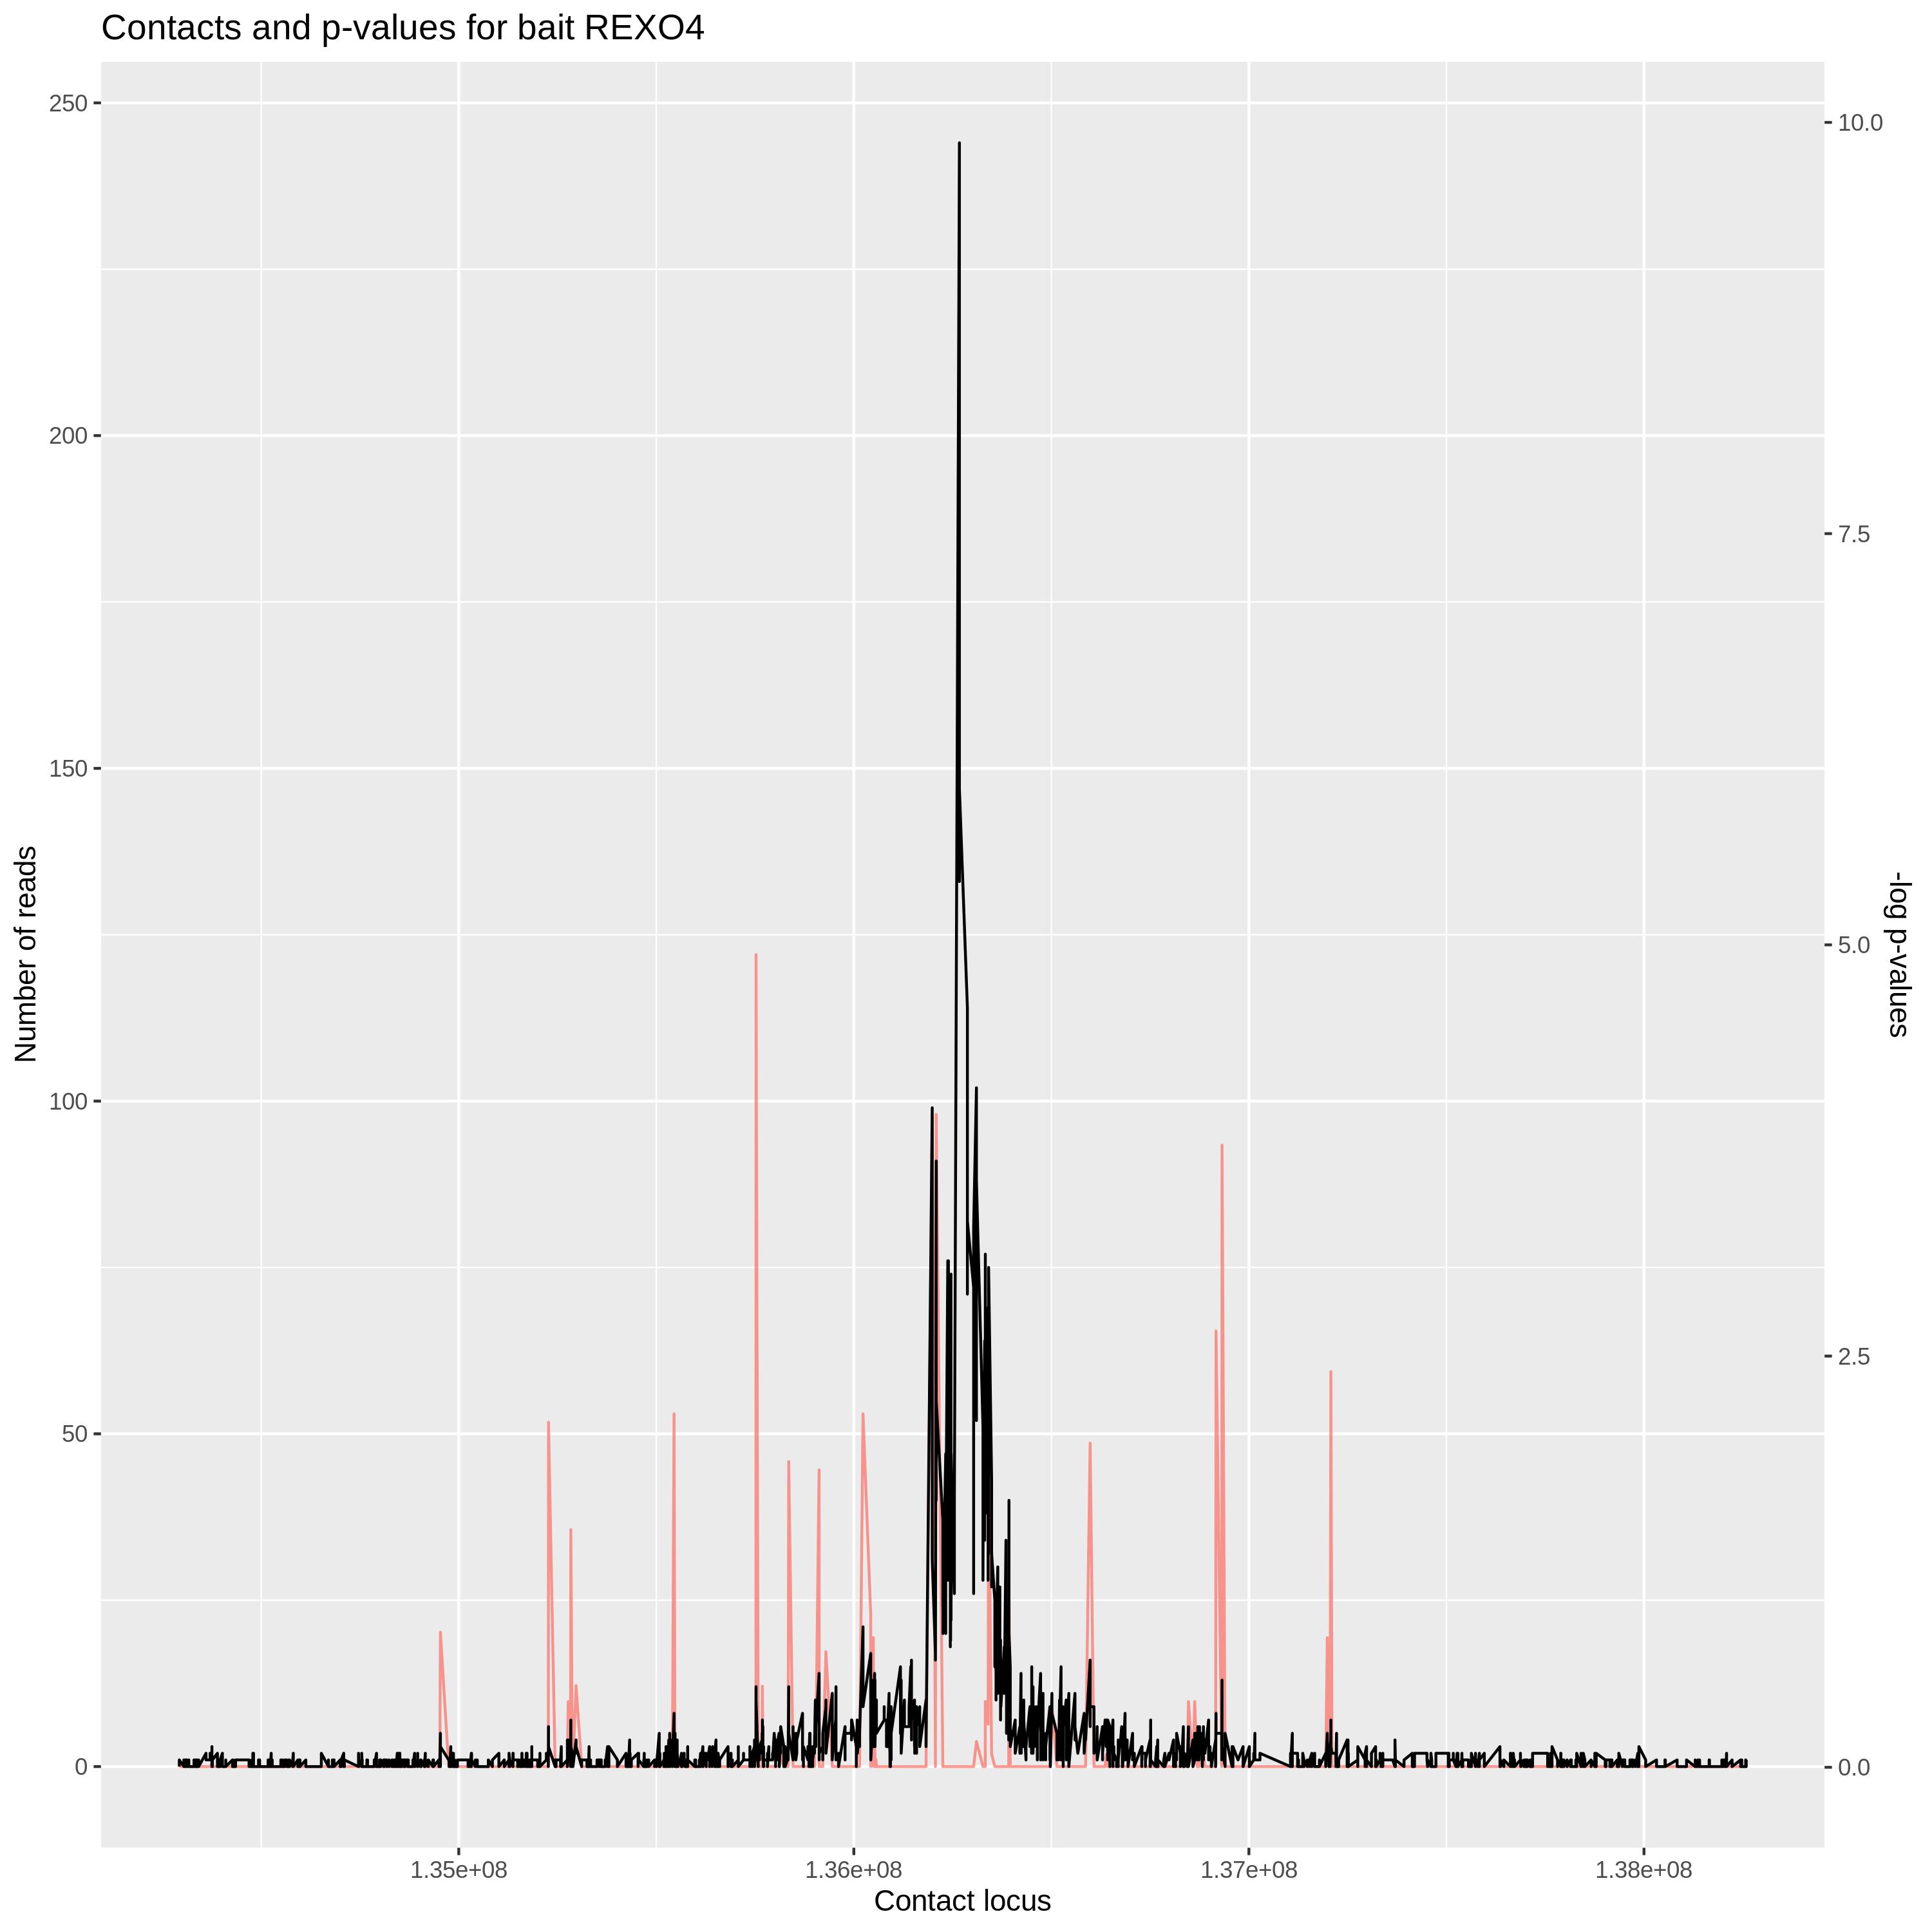 Contacts and p-values for bait REXO4
250
200
150
100
50
0
Number of reads
10.0
7.5
5.0
2.5
0.0
-log p-values
1.35e+08
1.36e+08
1.37e+08
1.38e+08
Contact locus